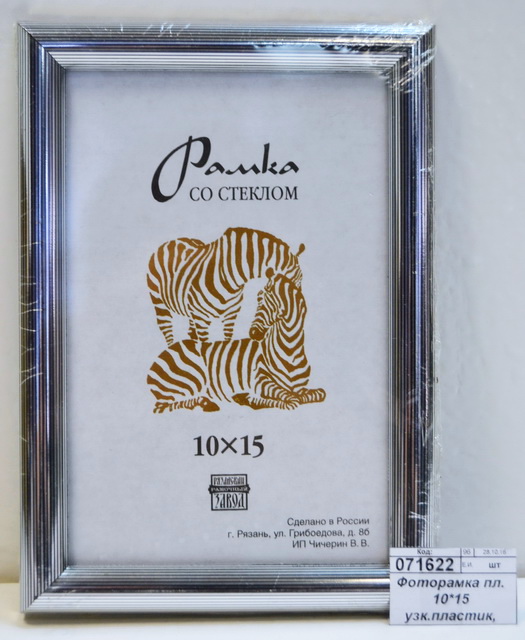 Рамка
СО СТЕКЛОМ
10×15
РЯЗАНСКИЙ
РАМОЧНЫЙ
ЗАВОД
Сделано в России
г. Рязань, ул. Грибоедова, д. 8б
ИП Чичерин В. В.
Код:
071622
шт
Фоторамка пл.
10*15
узк.пластик,